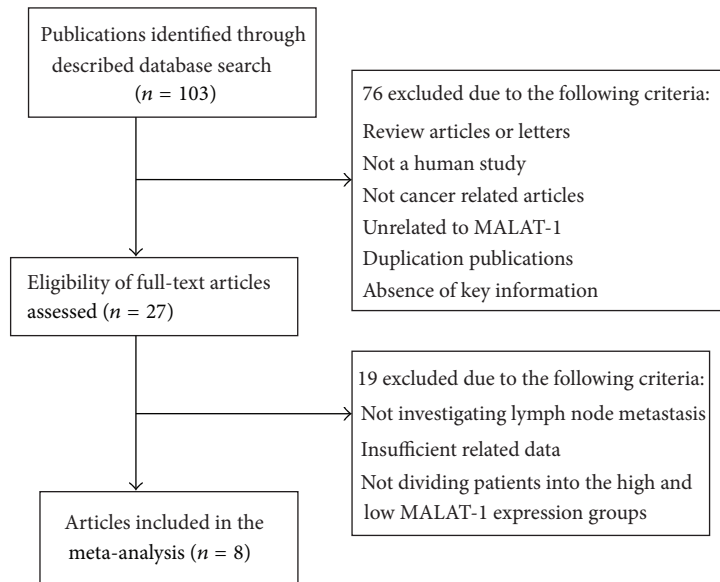 Publications identified through
described database search
(n = 103)
76 excluded due to the following criteria:
Review articles or letters
Not a human study
Not cancer related articles
Unrelated to MALAT-1
Duplication publications
Absence of key information
Eligibility of full-text articles
assessed (n = 27)
19 excluded due to the following criteria:
Not investigating lymph node metastasis
Insufficient related data
Not dividing patients into the high and
low MALAT-1 expression groups
Articles included in the
meta-analysis (n = 8)